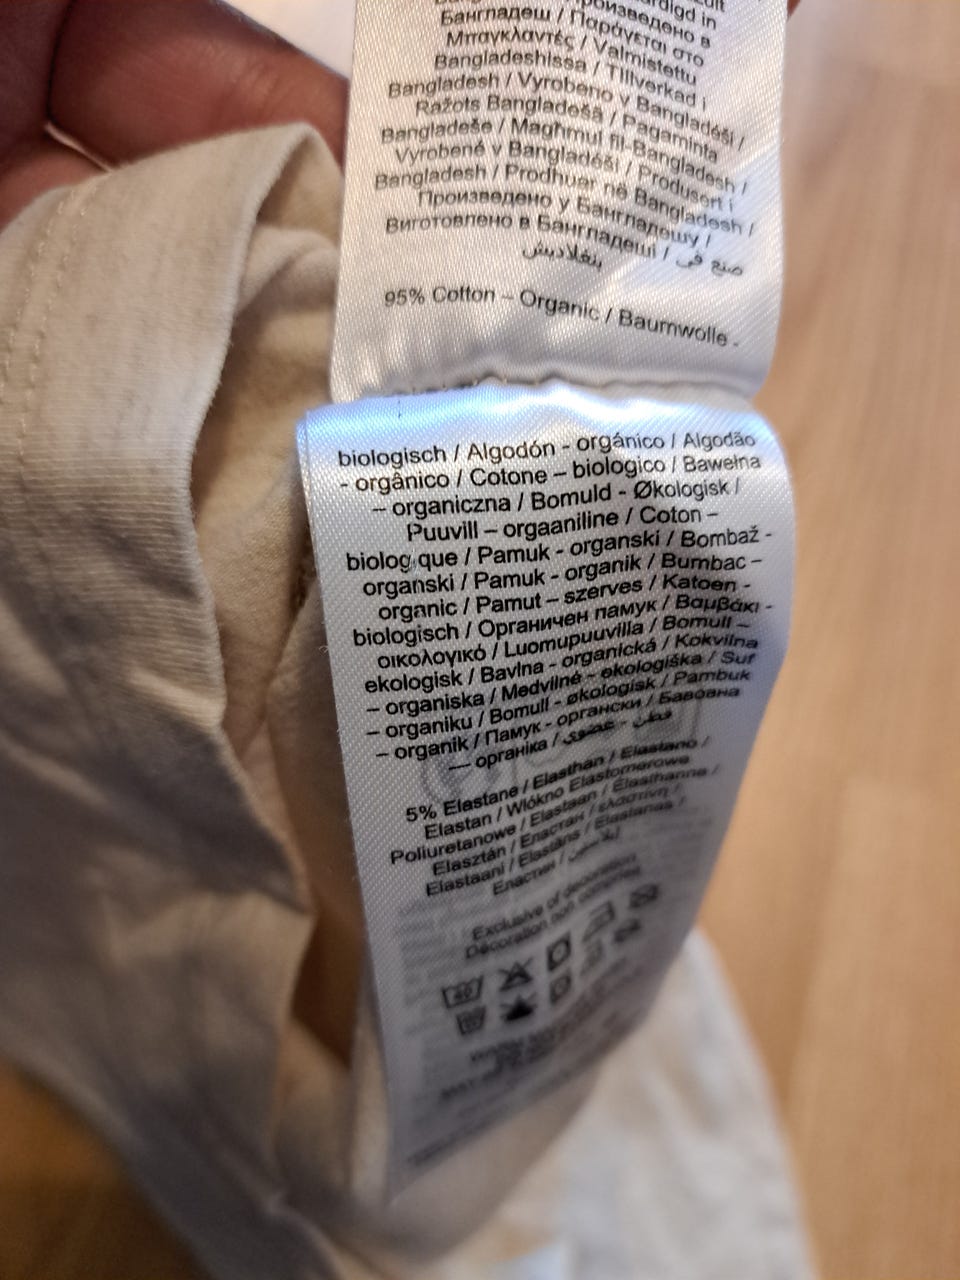 ardigd in
Бангладеш / Παράγεται στο
Μπαγκλαντές / Valmistettu
Bangladeshissa / Tillverkad i
Bangladesh / Vyrobeno v Bangladéši /
Ražots Bangladešā / Pagaminta
Bangladeše / Magħmul fil-Bangladesh /
Vyrobené v Bangladéši / Produsert i
Bangladesh / Prodhuar në Bangladesh /
Произведено у Бангладешу /
Виготовлено в Бангладеші / صنع في
بنغلاديش
95% Cotton – Organic / Baumwolle -
biologisch / Algodón - orgánico / Algodão
- orgânico / Cotone – biologico / Bawełna
– organiczna / Bomuld - Økologisk /
Puuvill – orgaaniline / Coton –
biologique / Pamuk - organski / Bombaž -
organski / Pamuk - organik / Bumbac –
organic / Pamut – szerves / Katoen -
biologisch / Органичен памук / Βαμβάκι -
οικολογικό / Luomupuuvilla / Bomull –
ekologisk / Bavlna - organická / Kokvilna
– organiska / Medvilnė - ekologiška / Suf
– organiku / Bomull - økologisk / Pambuk
– organik / Памук - органски / Бавовна
— органіка / قطن - عضوي
5% Elastane / Elasthan / Elastano /
Elastan / Włókno Elastomerowe
Poliuretanowe / Elastaan / Élasthanne /
Elasztán / Еластан / ελαστίνη /
Elastaani / Elastāns / Elastanas /
Еластан / إيلاستين
Exclusive of decoration
Décoration non comprise
40